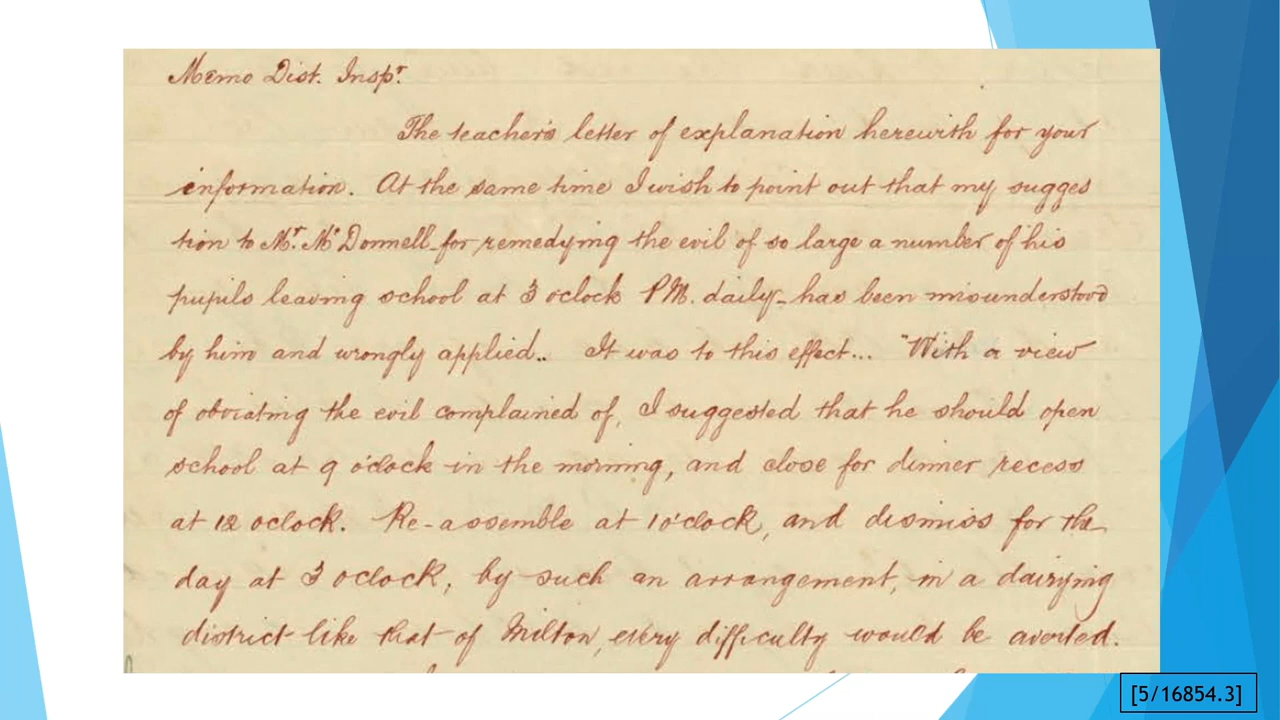 Memo Dist. Inspr.
The teacher's letter of explanation herewith for your
information. At the same time I wish to point out that my sugges
tion to Mr. McDonnell for remedying the evil of so large a number of his
pupils leaving school at 3 oclock P.M. daily - has been misunderstood
by him and wrongly applied.. It was to this effect... "With a view
of obviating the evil complained of, I suggested that he should open
school at 9 o'clock in the morning, and close for dinner recess
at 12 oclock. Re-assemble at 1 o'clock, and dismiss for the
day at 3 oclock, by such an arrangement, in a dairying
district like that of Milton, every difficulty would be averted.
[5/16854.3]